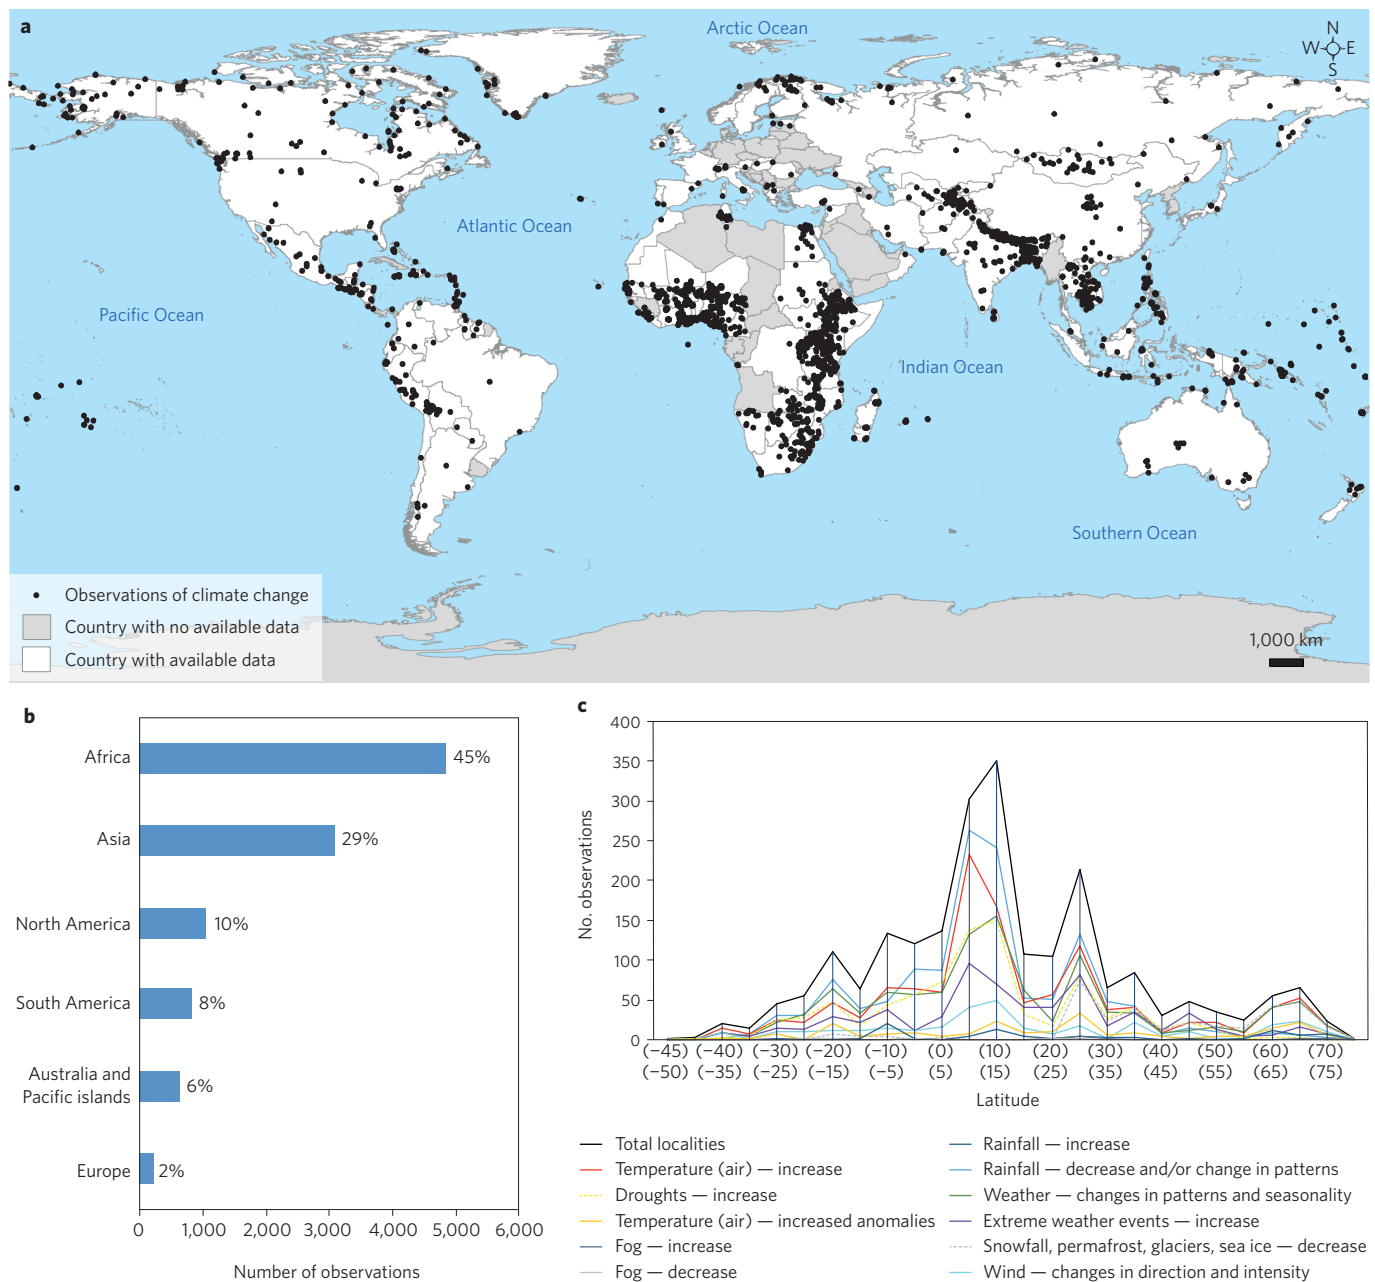 a
Arctic Ocean
N
W E
S
Atlantic Ocean
Pacific Ocean
Indian Ocean
Southern Ocean
Observations of climate change
Country with no available data
Country with available data
1,000 km
b
Africa
45%
Asia
29%
North America
10%
South America
8%
Australia and
Pacific islands
6%
Europe
2%
0 1,000 2,000 3,000 4,000 5,000 6,000
Number of observations
c
400
350
300
250
200
150
100
50
0
No. observations
(−45) (−40) (−30) (−20) (−10) (0) (10) (20) (30) (40) (50) (60) (70)
(−50) (−35) (−25) (−15) (−5) (5) (15) (25) (35) (45) (55) (65) (75)
Latitude
Total localities
Temperature (air) — increase
Droughts — increase
Temperature (air) — increased anomalies
Fog — increase
Fog — decrease
Rainfall — increase
Rainfall — decrease and/or change in patterns
Weather — changes in patterns and seasonality
Extreme weather events — increase
Snowfall, permafrost, glaciers, sea ice — decrease
Wind — changes in direction and intensity